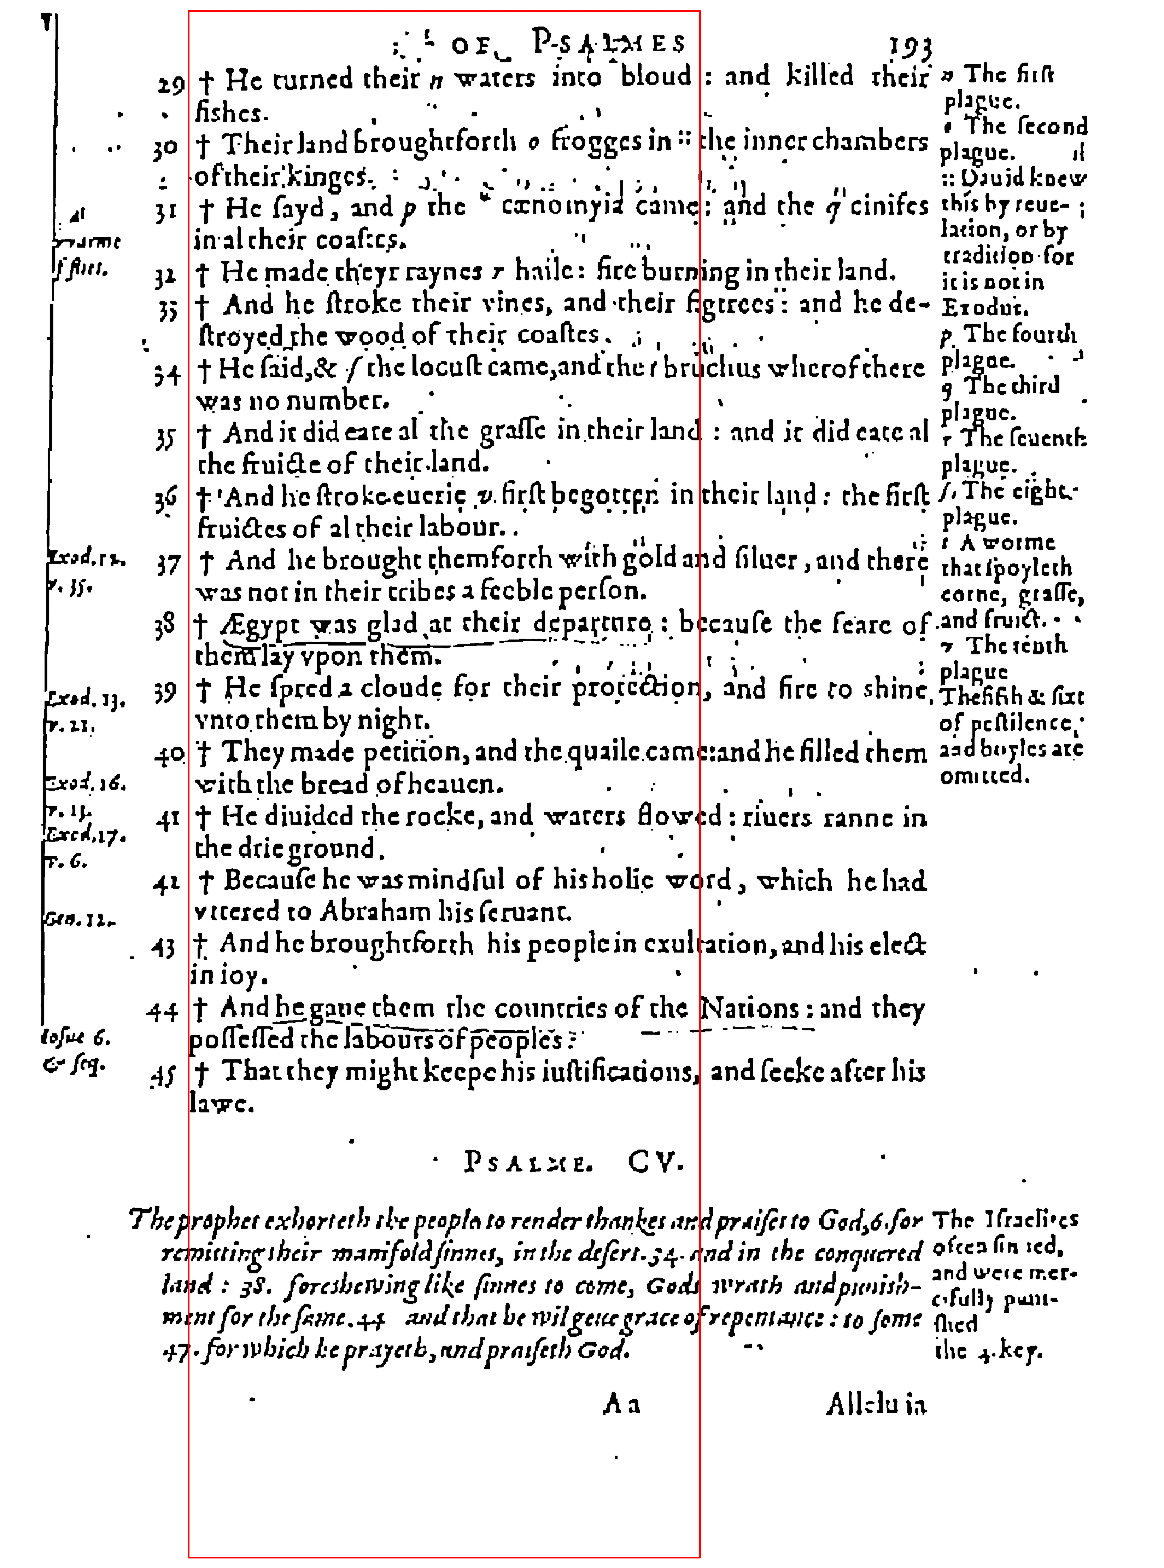 OF PSALMES 193
29 † He turned their n waters into bloud : and killed their
fishes.
30 † Their land broughtforth o frogges in :: the inner chambers
of their kinges.
31 † He ſayd, and p the cœnomyia came : and the q cinifes
in al their coaſtes.
32 † He made theyr raynes r haile: fire burning in their land.
33 † And he ſtroke their vines, and their figtrees : and he de-
ſtroyed the wood of their coaſtes.
34 † He ſaid, & ſ the locuſt came, and the t bruchus wherof there
was no number.
35 † And it did eate al the graſſe in their land : and it did eate al
the fruicte of their land.
36 † And he ſtroke euerie v firſt begotten in their land : the firſt
fruictes of al their labour.
37 † And he brought them forth with gold and ſiluer, and there
was not in their tribes a feeble perſon.
38 † Ægypt was glad at their departure : becauſe the feare of
them lay vpon them.
39 † He ſpred a cloude for their protection, and fire to shine
vnto them by night.
40 † They made petition, and the quaile came: and he filled them
with the bread of heauen.
41 † He diuided the rocke, and waters flowed : riuers ranne in
the drie ground.
42 † Becauſe he was mindful of his holie word, which he had
vttered to Abraham his ſeruant.
43 † And he broughtforth his people in exultation, and his elect
in ioy.
44 † And he gaue them the countries of the Nations : and they
poſſeſſed the labours of peoples :
45 † That they might keepe his iuſtifications, and ſeeke after his
lawe.
n The firſt
plague.
o The ſecond
plague.
:: Dauid knew
this by reue-
lation, or by
tradition for
it is not in
Exodus.
p The fourth
plague.
q The third
plague.
r The ſeuenth
plague.
ſ The eight
plague.
t A worme
that ſpoyleth
corne, graſſe,
and fruict.
v The tenth
plague
The fifth & ſixt
of peſtilence,
and boyles are
omitted.
Exod. 12.
v. 35.
Exod. 13.
v. 21.
Exod. 16.
v. 13.
Exod. 17.
v. 6.
Gen. 12.
Ioſue 6.
& ſeq.
PSALME. CV.
The prophet exhorteth the people to render thankes and praiſes to God, 6. for
remitting their manifold ſinnes, in the deſert. 34. and in the conquered
land : 38. foreshewing like ſinnes to come, Gods wrath and punish-
ment for the ſame. 44 and that he wil geue grace of repentance : to ſome
47. for which he prayeth, and praiſeth God.
The Iſraelites
often ſinned,
and were mer-
cifully puni-
ſhed
the 4. key.
Aa Alleluia